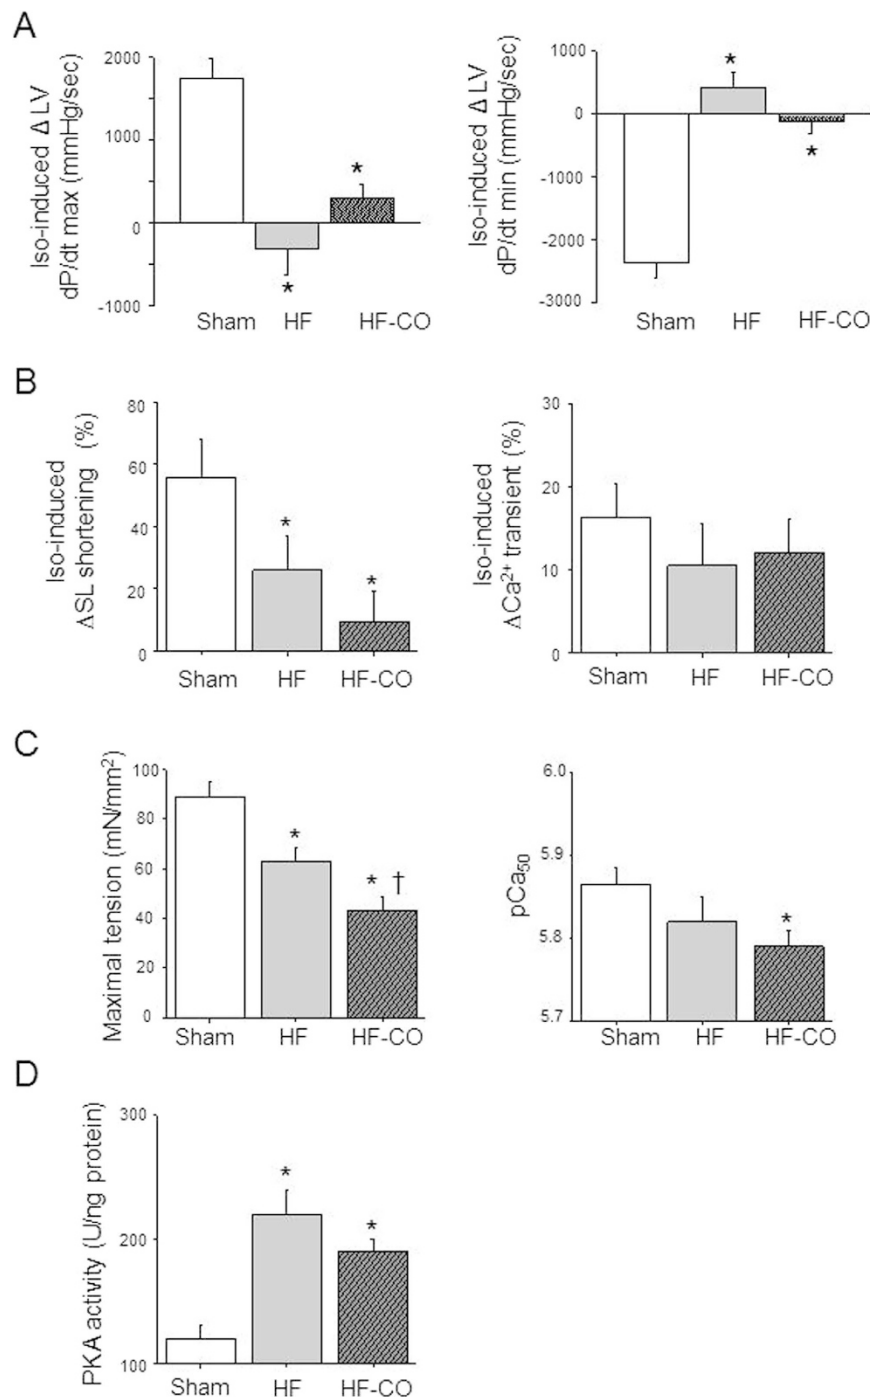 A
Iso-induced Δ LV
dP/dt max (mmHg/sec)
2000
1000
0
-1000
*
*
Sham HF HF-CO
Iso-induced Δ LV
dP/dt min (mmHg/sec)
1000
0
-1000
-2000
-3000
*
*
Sham HF HF-CO
B
Iso-induced
ΔSL shortening (%)
80
60
40
20
0
*
*
Sham HF HF-CO
Iso-induced
ΔCa²⁺ transient (%)
30
20
10
0
Sham HF HF-CO
C
Maximal tension (mN/mm²)
100
80
60
40
20
0
*
* †
Sham HF HF-CO
pCa₅₀
6.0
5.9
5.8
5.7
*
Sham HF HF-CO
D
PKA activity (U/ng protein)
300
200
100
*
*
Sham HF HF-CO